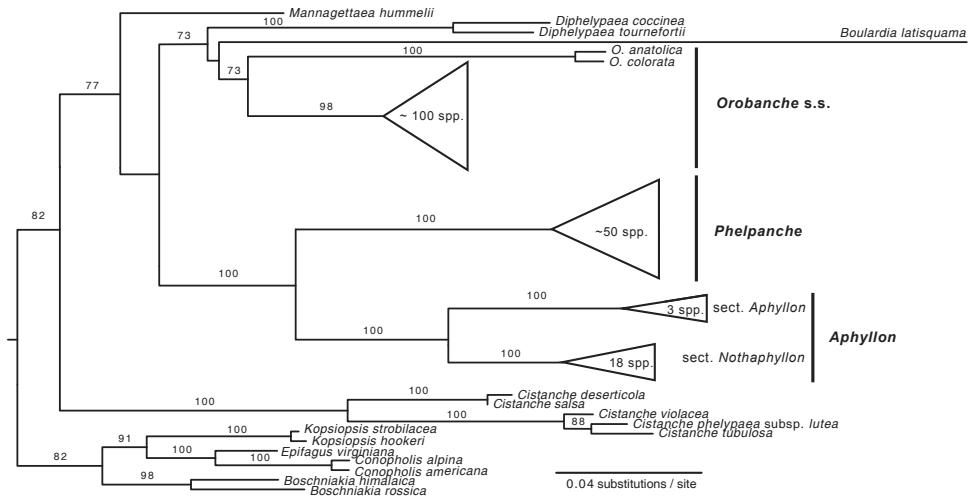 Mannagettaea hummelii
100
Diphelypaea coccinea
Diphelypaea tournefortii
73
Boulardia latisquama
100
O. anatolica
O. colorata
73
77
98
~ 100 spp.
Orobanche s.s.
82
100
~50 spp.
Phelpanche
100
100
3 spp.
sect. Aphyllon
100
Aphyllon
100
18 spp.
sect. Nothaphyllon
100
100
Cistanche deserticola
Cistanche salsa
100
Cistanche violacea
88
Cistanche phelypaea subsp. lutea
Cistanche tubulosa
100
Kopsiopsis strobilacea
Kopsiopsis hookeri
91
Epifagus virginiana
100
100
Conopholis alpina
Conopholis americana
82
98
Boschniakia himalaica
Boschniakia rossica
0.04 substitutions / site